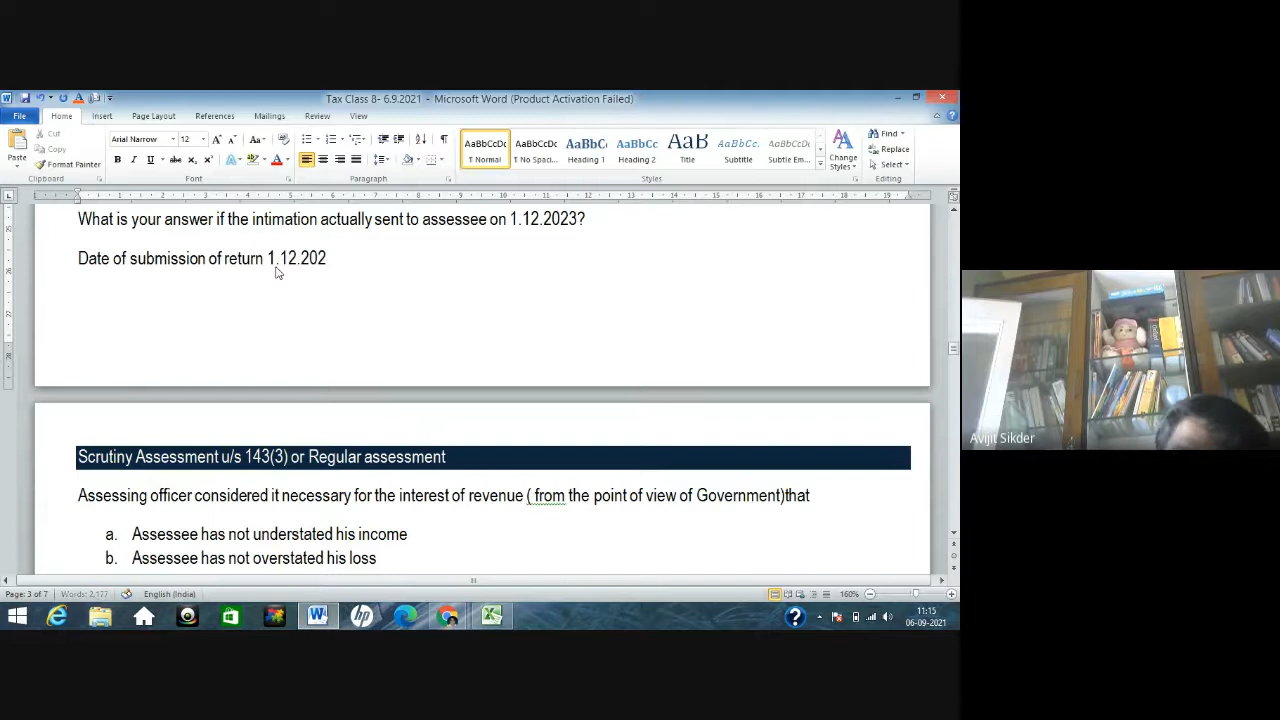 Tax Class 8- 6.9.2021 - Microsoft Word (Product Activation Failed)
File Home Insert Page Layout References Mailings Review View
Paste
Cut
Copy
Format Painter
Clipboard
Arial Narrow 12
Font
Paragraph
AaBbCcDc AaBbCcDc AaBbCc AaBbCc AaB AaBbCc. AaBbCcDc
¶ Normal ¶ No Spac... Heading 1 Heading 2 Title Subtitle Subtle Em...
Styles
Change Styles
Find
Replace
Select
Editing
What is your answer if the intimation actually sent to assessee on 1.12.2023?
Date of submission of return 1.12.202
Scrutiny Assessment u/s 143(3) or Regular assessment
Assessing officer considered it necessary for the interest of revenue ( from the point of view of Government)that
a. Assessee has not understated his income
b. Assessee has not overstated his loss
Page: 3 of 7 Words: 2,177 English (India) 160%
11:15
06-09-2021
Avijit Sikder